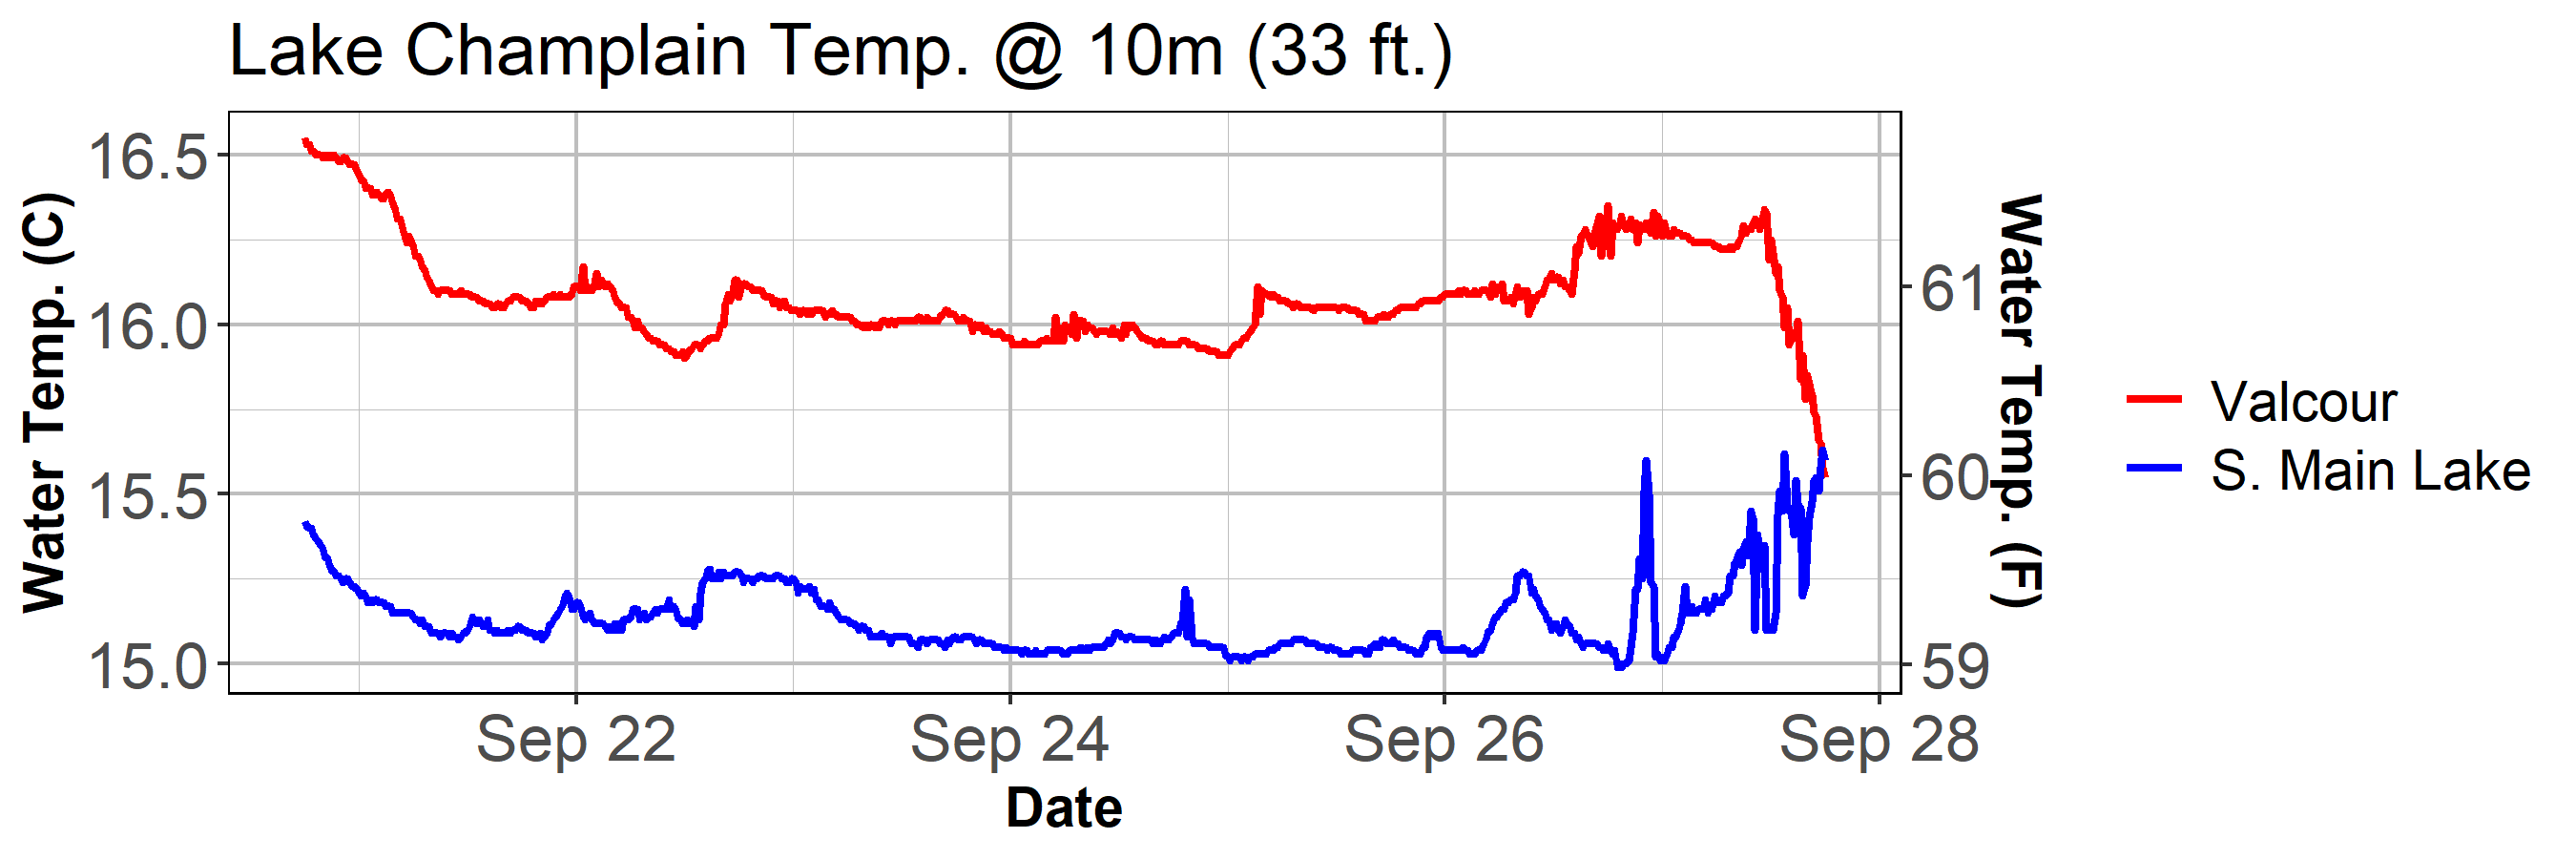 Lake Champlain Temp. @ 10m (33 ft.)
Water Temp. (C)
16.5
16.0
15.5
15.0
61
60
59
Water Temp. (F)
Valcour
S. Main Lake
Sep 22
Sep 24
Sep 26
Sep 28
Date